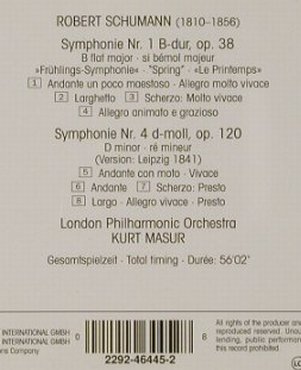 ROBERT SCHUMANN (1810–1856)
Symphonie Nr. 1 B-dur, op. 38
B flat major · si bémol majeur
»Frühlings-Symphonie« · "Spring" · «Le Printemps»
1 Andante un poco maestoso · Allegro molto vivace
2 Larghetto 3 Scherzo: Molto vivace
4 Allegro animato e grazioso
Symphonie Nr. 4 d-moll, op. 120
D minor · ré mineur
(Version: Leipzig 1841)
5 Andante con moto · Vivace
6 Andante 7 Scherzo: Presto
8 Largo · Allegro vivace · Presto
London Philharmonic Orchestra
KURT MASUR
Gesamtspielzeit · Total timing · Durée: 56'02"
INTERNATIONAL GMBH
INTERNATIONAL GMBH
ns Company
0
8
2292-46445-2
All rights of the producer and
reproduced reserved. Unau
lending, public performanc
this record
LC